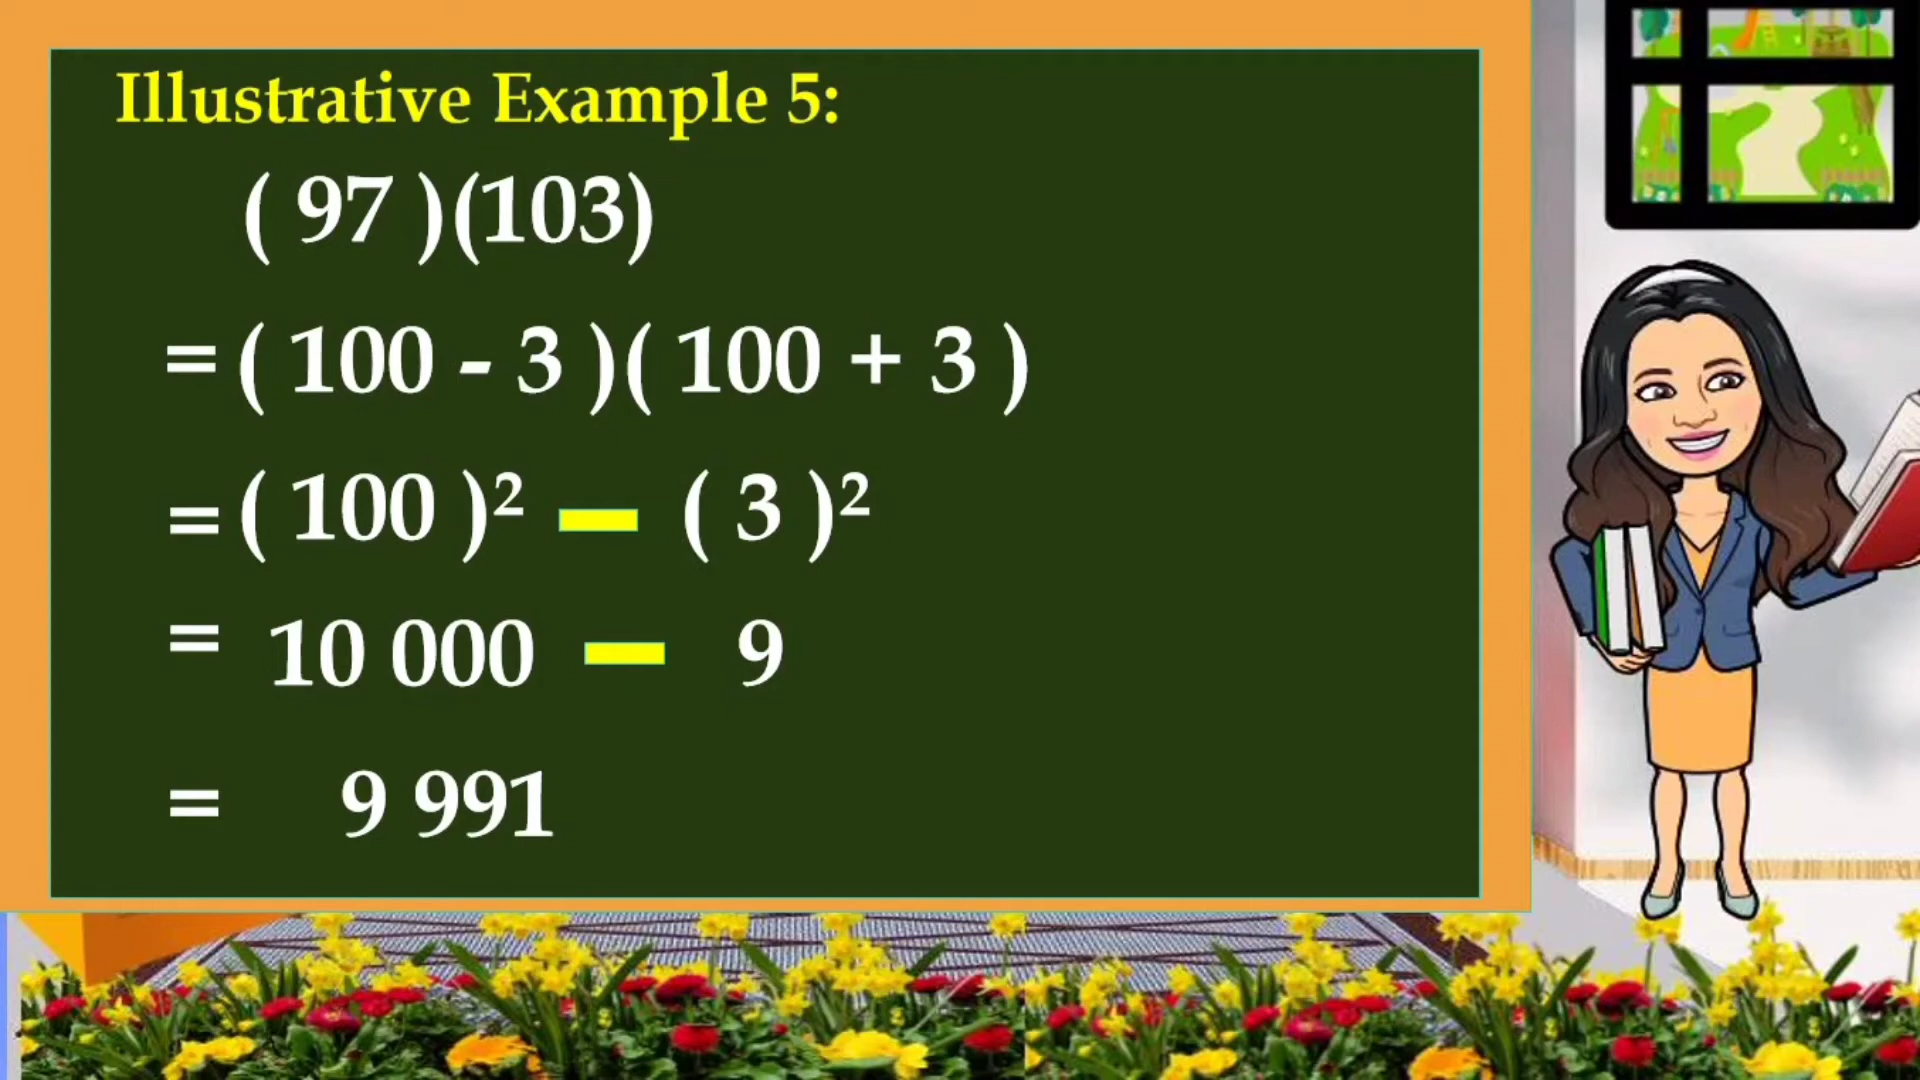 Illustrative Example 5:
( 97 )(103)
= ( 100 - 3 )( 100 + 3 )
= ( 100 )² − ( 3 )²
= 10 000 − 9
= 9 991